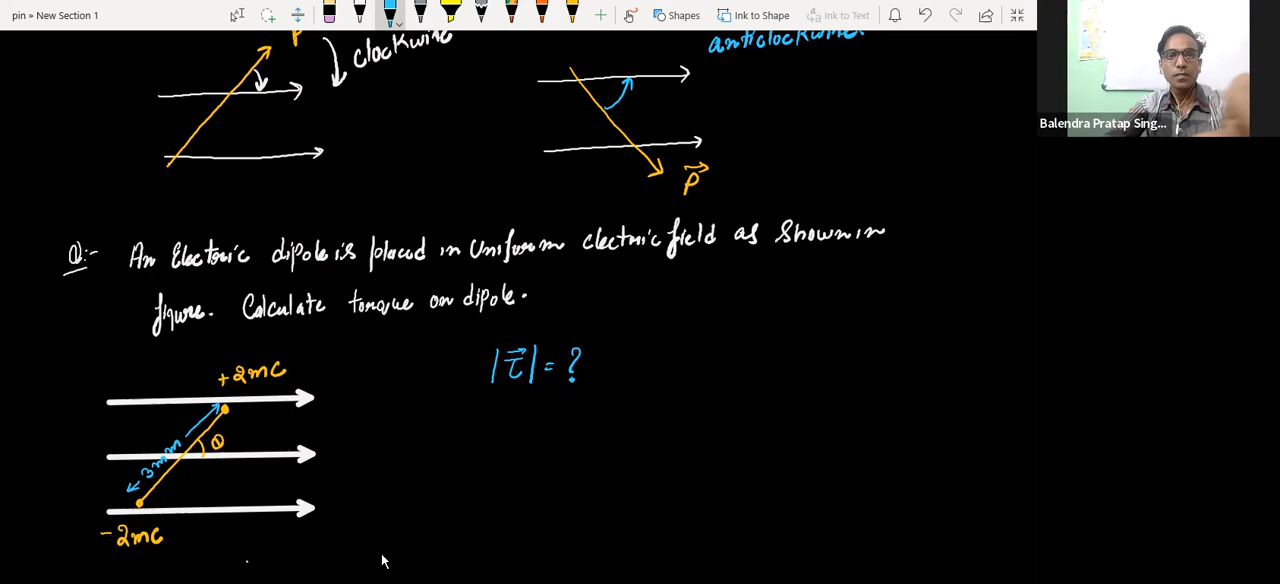 pin » New Section 1
Shapes
Ink to Shape
Ink to Text
P
clockwise
anticlockwise
P
Balendra Pratap Sing...
Q:- An Electric dipole is placed in Uniform electric field as shown in
figure. Calculate torque on dipole.
+2mC
|τ| = ?
3mm
θ
-2mC